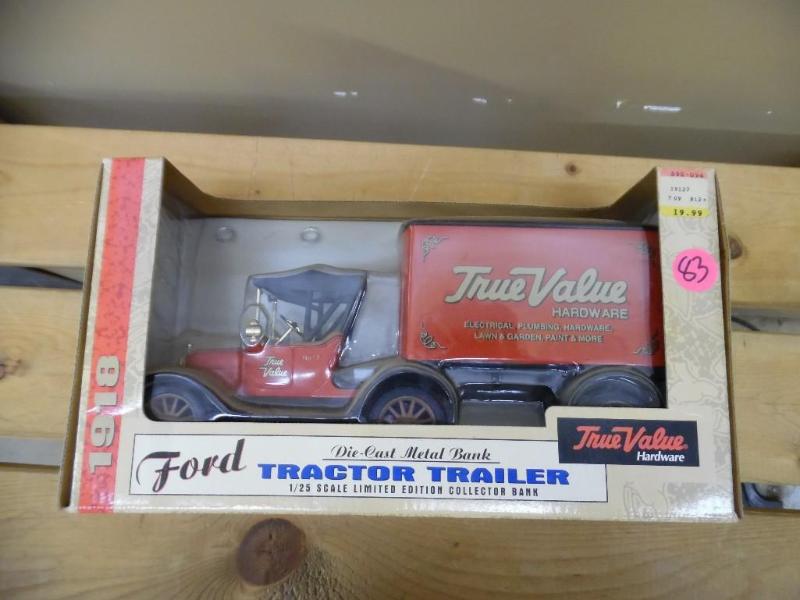 1918
True Value
HARDWARE
ELECTRICAL, PLUMBING, HARDWARE,
LAWN & GARDEN, PAINT & MORE
True
Value
19.99
83
Ford
Die-Cast Metal Bank
TRACTOR TRAILER
1/25 SCALE LIMITED EDITION COLLECTOR BANK
True Value
Hardware